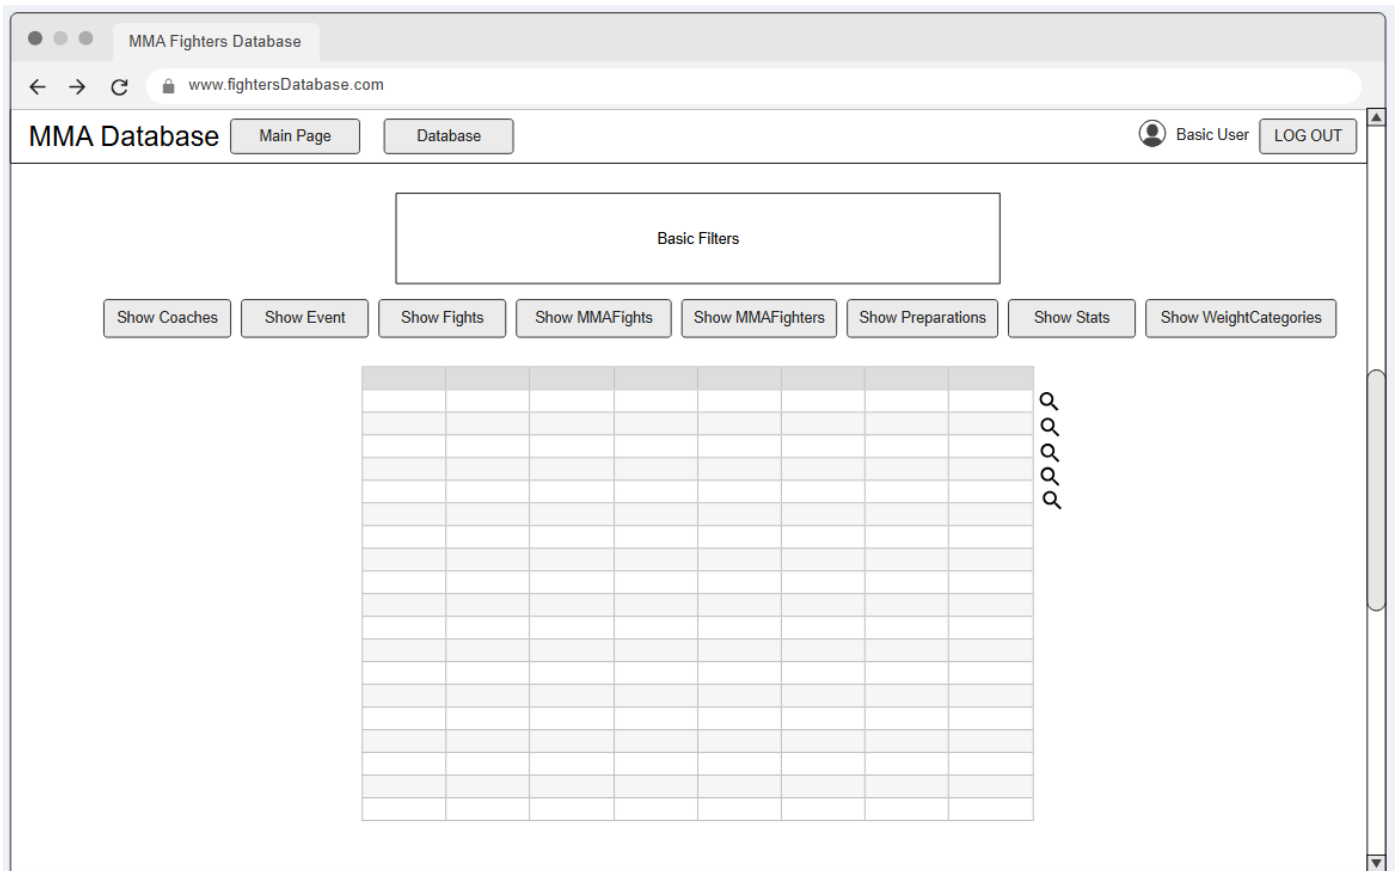 MMA Fighters Database
www.fightersDatabase.com
MMA Database Main Page Database Basic User LOG OUT
Basic Filters
Show Coaches Show Event Show Fights Show MMAFights Show MMAFighters Show Preparations Show Stats Show WeightCategories